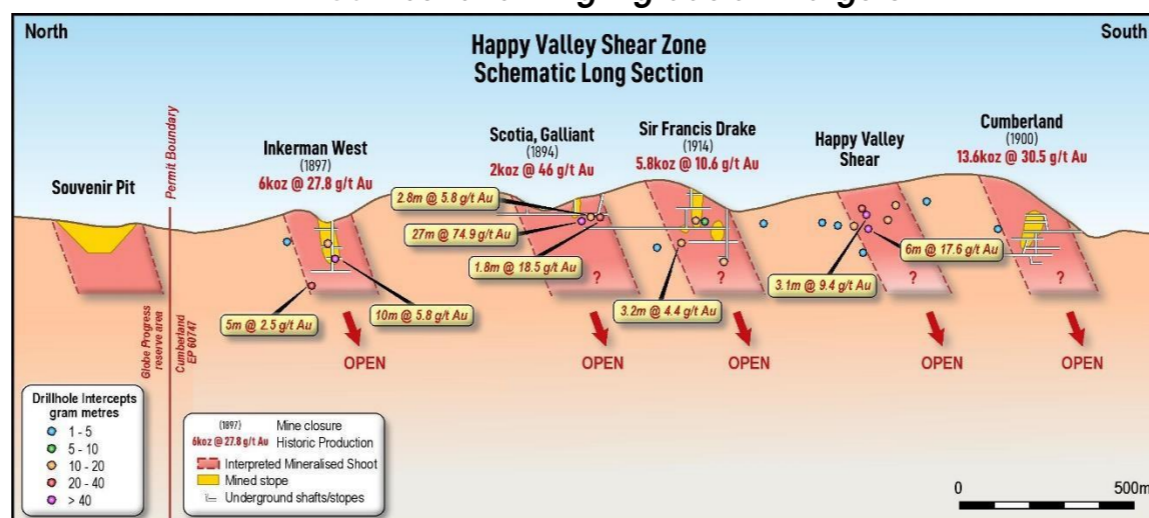 North
South
Happy Valley Shear Zone
Schematic Long Section
Permit Boundary
Souvenir Pit
Inkerman West
(1897)
6koz @ 27.8 g/t Au
Scotia, Galliant
(1894)
2koz @ 46 g/t Au
Sir Francis Drake
(1914)
5.8koz @ 10.6 g/t Au
Happy Valley
Shear
Cumberland
(1900)
13.6koz @ 30.5 g/t Au
2.8m @ 5.8 g/t Au
27m @ 74.9 g/t Au
1.8m @ 18.5 g/t Au
6m @ 17.6 g/t Au
3.1m @ 9.4 g/t Au
3.2m @ 4.4 g/t Au
5m @ 2.5 g/t Au
10m @ 5.8 g/t Au
?
?
?
?
OPEN
OPEN
OPEN
OPEN
OPEN
Globe Progress
reserve area
Cumberland
EP 60747
Drillhole Intercepts
gram metres
1 - 5
5 - 10
10 - 20
20 - 40
> 40
(1897) Mine closure
6koz @ 27.8 g/t Au Historic Production
Interpreted Mineralised Shoot
Mined stope
Underground shafts/stopes
0 500m